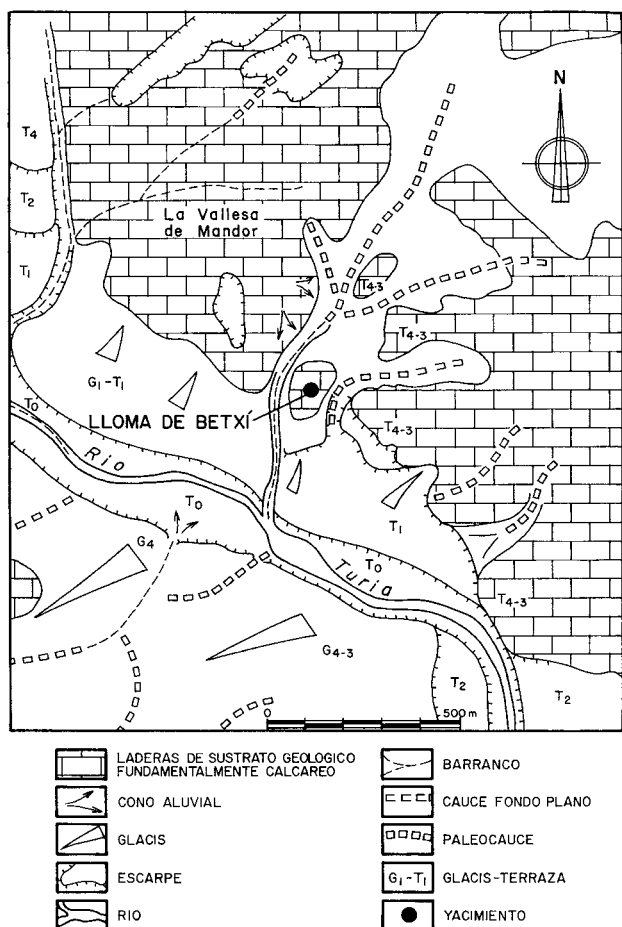 N
T4
T2
T1
La Vallesa
de Mandor
T4-3
T4-3
G1-T1
LLOMA DE BETXÍ
T4-3
T0
Rio
T0
T1
G4
T0
Turia
T4-3
G4-3
T2
T2
0
500 m
LADERAS DE SUSTRATO GEOLOGICO
FUNDAMENTALMENTE CALCAREO
BARRANCO
CONO ALUVIAL
CAUCE FONDO PLANO
GLACIS
PALEOCAUCE
ESCARPE
G1-T1
GLACIS-TERRAZA
RIO
YACIMIENTO